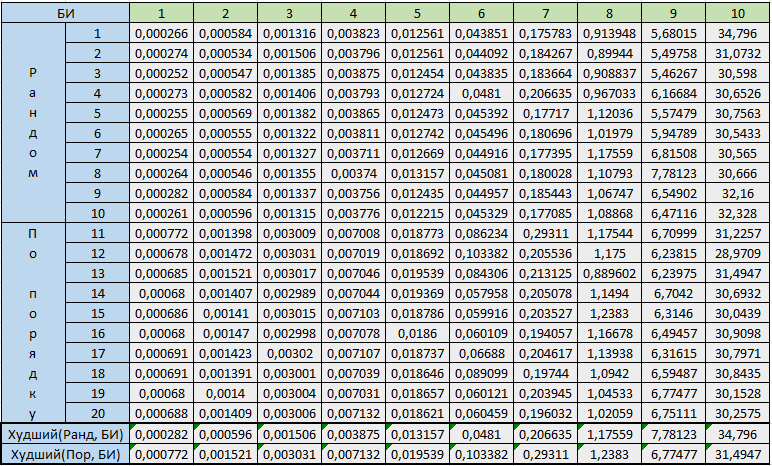 БИ 1 2 3 4 5 6 7 8 9 10
Рандом
1 0,000266 0,000584 0,001316 0,003823 0,012561 0,043851 0,175783 0,913948 5,68015 34,796
2 0,000274 0,000534 0,001506 0,003796 0,012561 0,044092 0,184267 0,89944 5,49758 31,0732
3 0,000252 0,000547 0,001385 0,003875 0,012454 0,043835 0,183664 0,908837 5,46267 30,598
4 0,000273 0,000582 0,001406 0,003793 0,012724 0,0481 0,206635 0,967033 6,16684 30,6526
5 0,000255 0,000569 0,001382 0,003865 0,012473 0,045392 0,17717 1,12036 5,57479 30,7563
6 0,000265 0,000555 0,001322 0,003811 0,012742 0,045496 0,180696 1,01979 5,94789 30,5433
7 0,000254 0,000554 0,001327 0,003711 0,012669 0,044916 0,177395 1,17559 6,81508 30,565
8 0,000264 0,000546 0,001355 0,00374 0,013157 0,045081 0,180028 1,10793 7,78123 30,666
9 0,000282 0,000584 0,001337 0,003756 0,012435 0,044957 0,185443 1,06747 6,54902 32,16
10 0,000261 0,000596 0,001315 0,003776 0,012215 0,045329 0,177085 1,08868 6,47116 32,328
По порядку
11 0,000772 0,001398 0,003009 0,007008 0,018773 0,086234 0,29311 1,17544 6,70999 31,2257
12 0,000678 0,001472 0,003031 0,007019 0,018692 0,103382 0,205536 1,175 6,23815 28,9709
13 0,000685 0,001521 0,003017 0,007046 0,019539 0,084306 0,213125 0,889602 6,23975 31,4947
14 0,00068 0,001407 0,002989 0,007044 0,019369 0,057958 0,205078 1,1494 6,7042 30,6932
15 0,000686 0,00141 0,003015 0,007103 0,018786 0,059916 0,203527 1,2383 6,3146 30,0439
16 0,00068 0,00147 0,002998 0,007078 0,0186 0,060109 0,194057 1,16678 6,49457 30,9098
17 0,000691 0,001423 0,00302 0,007107 0,018737 0,06688 0,204617 1,13938 6,31615 30,7971
18 0,000691 0,001391 0,003001 0,007039 0,018646 0,089099 0,19744 1,0942 6,59487 30,8435
19 0,00068 0,0014 0,003004 0,007031 0,018657 0,060121 0,203945 1,04533 6,77477 30,1528
20 0,000688 0,001409 0,003006 0,007132 0,018621 0,060459 0,196032 1,02059 6,75111 30,2575
Худший(Ранд, БИ) 0,000282 0,000596 0,001506 0,003875 0,013157 0,0481 0,206635 1,17559 7,78123 34,796
Худший(Пор, БИ) 0,000772 0,001521 0,003031 0,007132 0,019539 0,103382 0,29311 1,2383 6,77477 31,4947